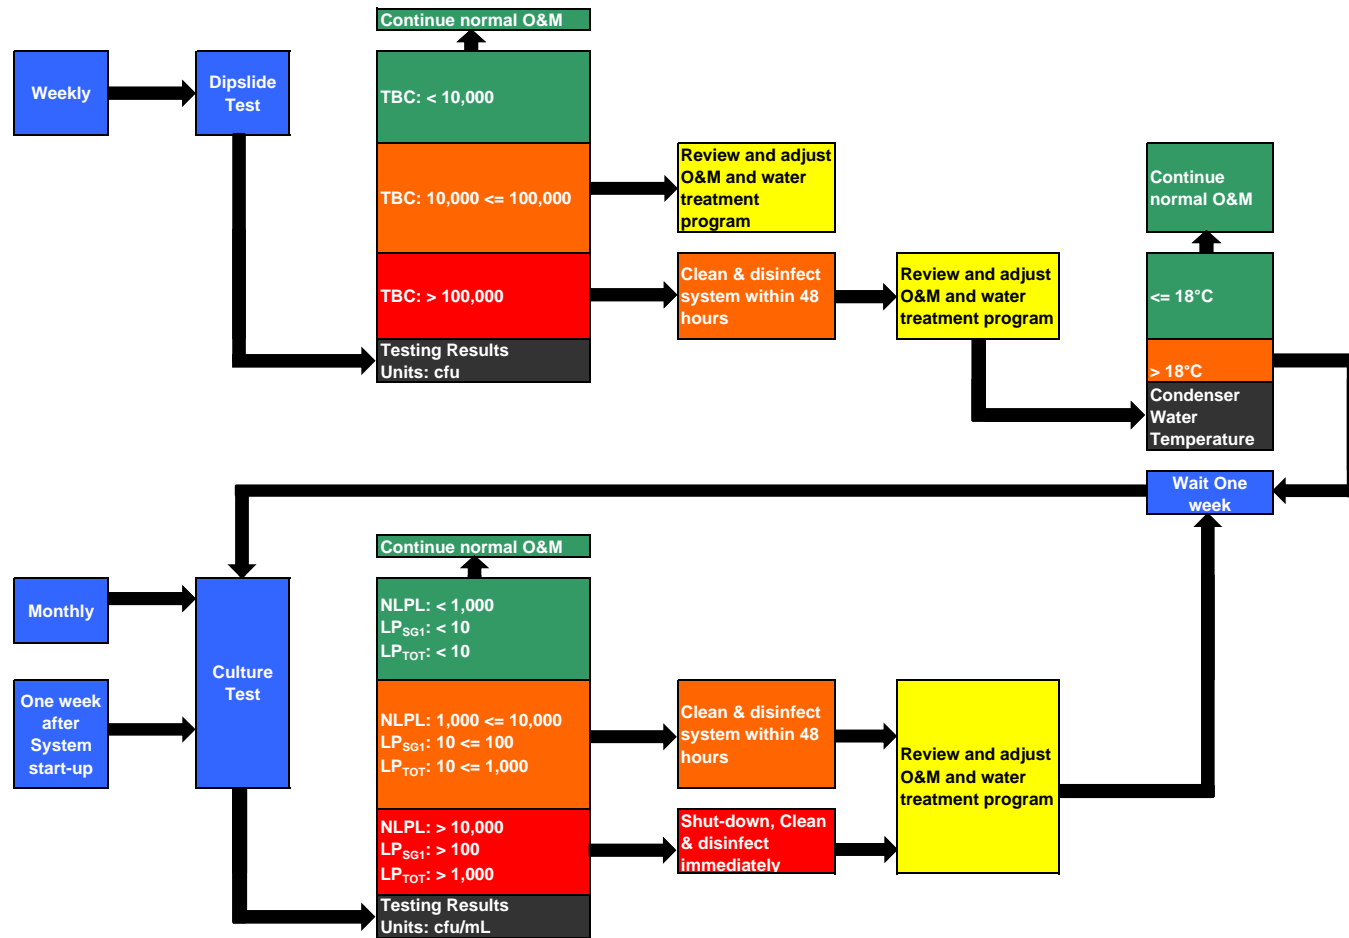 Continue normal O&M
Weekly
Dipslide
Test
TBC: < 10,000
TBC: 10,000 <= 100,000
Review and adjust
O&M and water
treatment
program
Continue
normal O&M
TBC: > 100,000
Clean & disinfect
system within 48
hours
Review and adjust
O&M and water
treatment program
<= 18°C
> 18°C
Testing Results
Units: cfu
Condenser
Water
Temperature
Wait One
week
Continue normal O&M
Monthly
One week
after
System
start-up
Culture
Test
NLPL: < 1,000
LPSG1: < 10
LPTOT: < 10
NLPL: 1,000 <= 10,000
LPSG1: 10 <= 100
LPTOT: 10 <= 1,000
Clean & disinfect
system within 48
hours
Review and adjust
O&M and water
treatment program
NLPL: > 10,000
LPSG1: > 100
LPTOT: > 1,000
Shut-down, Clean
& disinfect
immediately
Testing Results
Units: cfu/mL